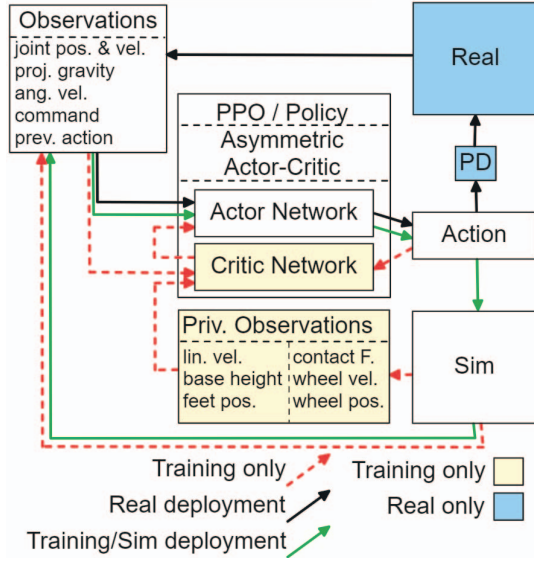 Observations
joint pos. & vel.
proj. gravity
ang. vel.
command
prev. action
Real
PD
PPO / Policy
Asymmetric
Actor-Critic
Actor Network
Critic Network
Action
Priv. Observations
lin. vel.
base height
feet pos.
contact F.
wheel vel.
wheel pos.
Sim
Training only
Real deployment
Training/Sim deployment
Training only
Real only